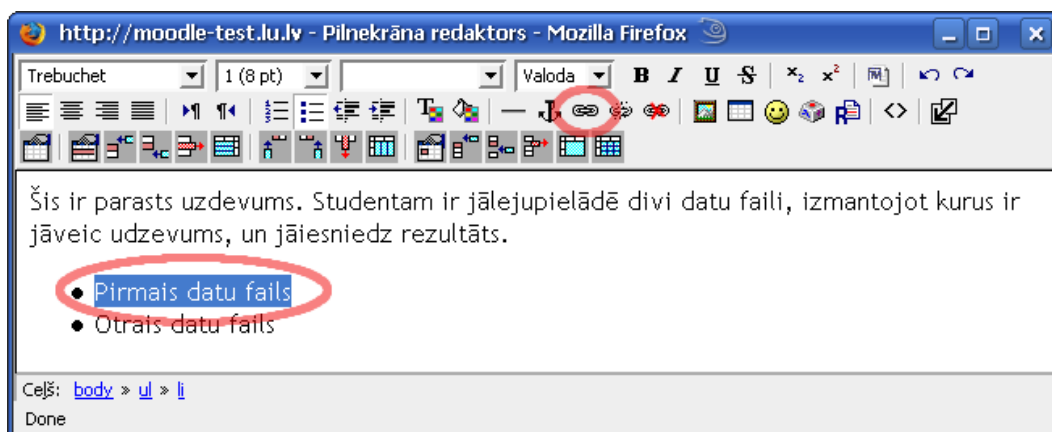 http://moodle-test.lu.lv - Pilnekrāna redaktors - Mozilla Firefox
Trebuchet 1 (8 pt) Valoda B I U S x₂ x²
Šis ir parasts uzdevums. Studentam ir jālejupielādē divi datu faili, izmantojot kurus ir
jāveic udzevums, un jāiesniedz rezultāts.
● Pirmais datu fails
● Otrais datu fails
Ceļš: body » ul » li
Done